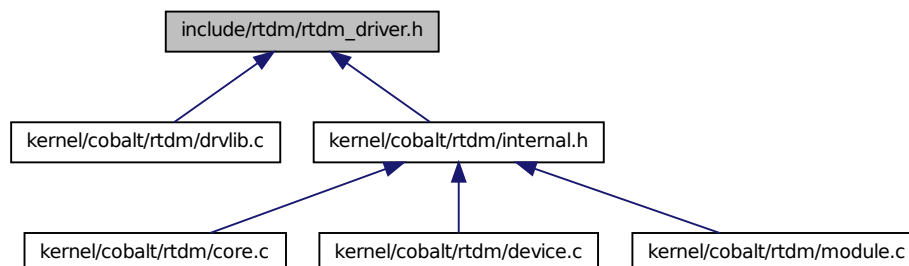 include/rtdm/rtdm_driver.h
kernel/cobalt/rtdm/drvlib.c
kernel/cobalt/rtdm/internal.h
kernel/cobalt/rtdm/core.c
kernel/cobalt/rtdm/device.c
kernel/cobalt/rtdm/module.c